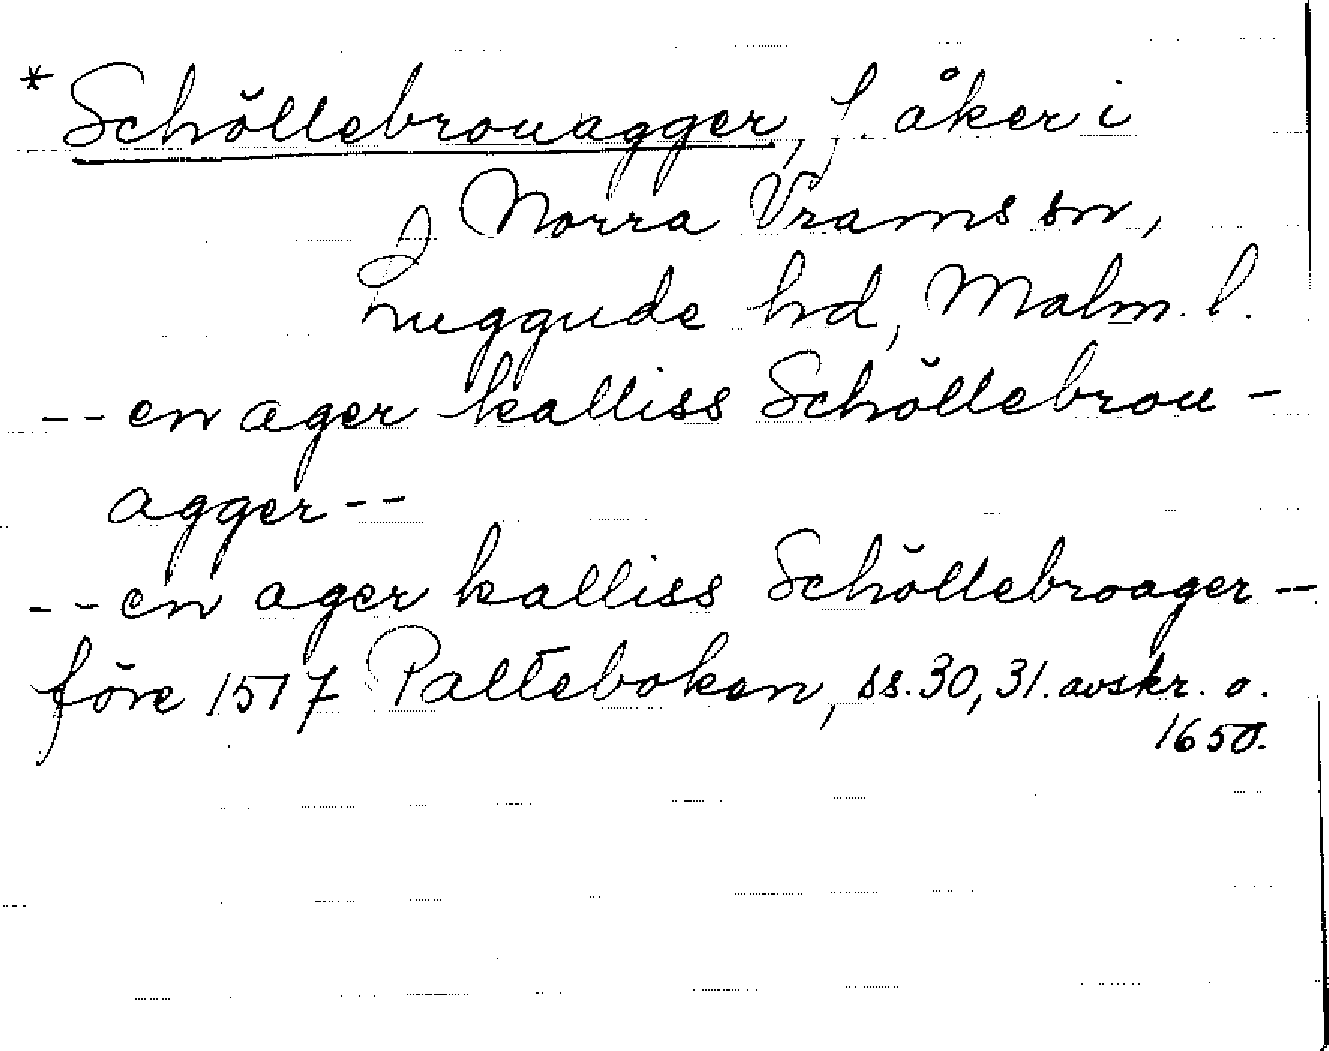 * Schöllebrouagger, f. åker i
Norra Vrams sn,
Luggude hd, Malm. l.
-- en ager kalliss Schöllebrou-
agger --
-- en ager kalliss Schöllebroager --
före 1517 Palteboken, ss. 30, 31. avskr. o.
1650.